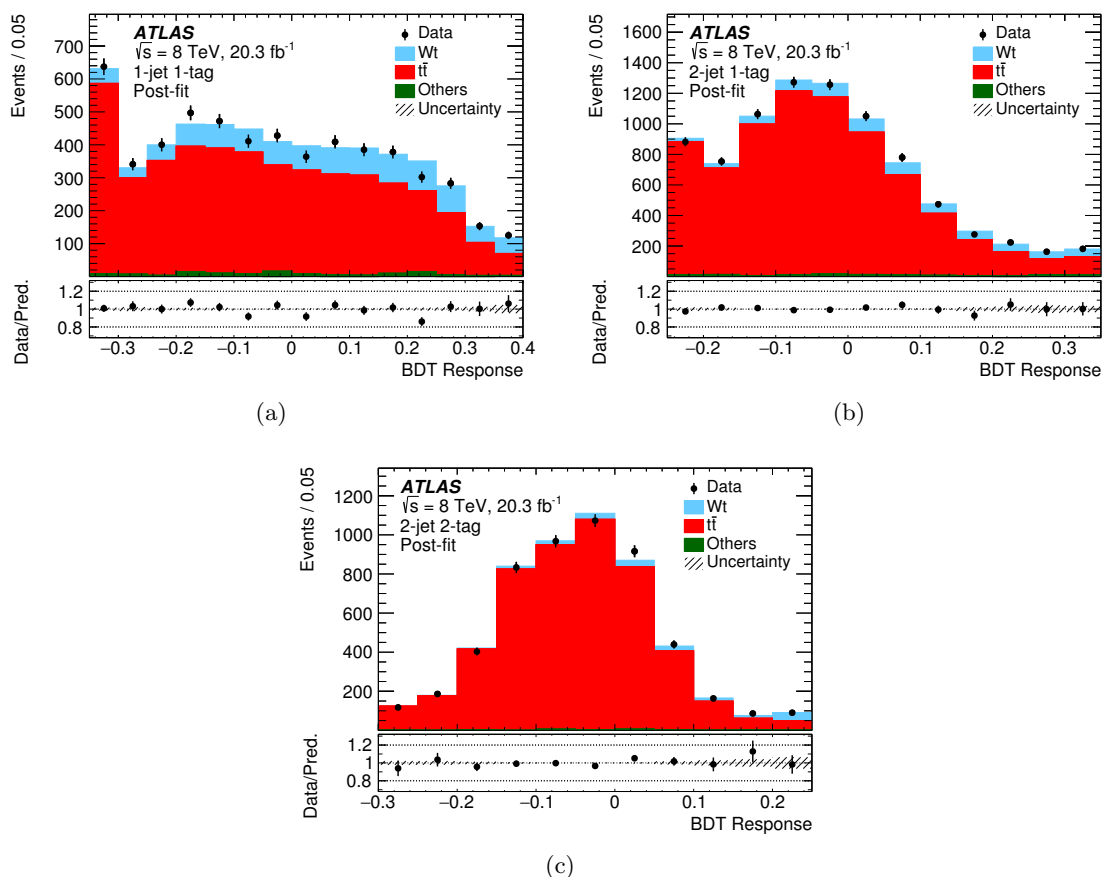 Events / 0.05
700
600
500
400
300
200
100
ATLAS
√s = 8 TeV, 20.3 fb-1
1-jet 1-tag
Post-fit
Data
Wt
tt̄
Others
Uncertainty
Data/Pred.
1.2
1
0.8
−0.3 −0.2 −0.1 0 0.1 0.2 0.3 0.4
BDT Response
(a)
Events / 0.05
1600
1400
1200
1000
800
600
400
200
ATLAS
√s = 8 TeV, 20.3 fb-1
2-jet 1-tag
Post-fit
Data
Wt
tt̄
Others
Uncertainty
Data/Pred.
1.2
1
0.8
−0.2 −0.1 0 0.1 0.2 0.3
BDT Response
(b)
Events / 0.05
1200
1000
800
600
400
200
ATLAS
√s = 8 TeV, 20.3 fb-1
2-jet 2-tag
Post-fit
Data
Wt
tt̄
Others
Uncertainty
Data/Pred.
1.2
1
0.8
−0.3 −0.2 −0.1 0 0.1 0.2
BDT Response
(c)